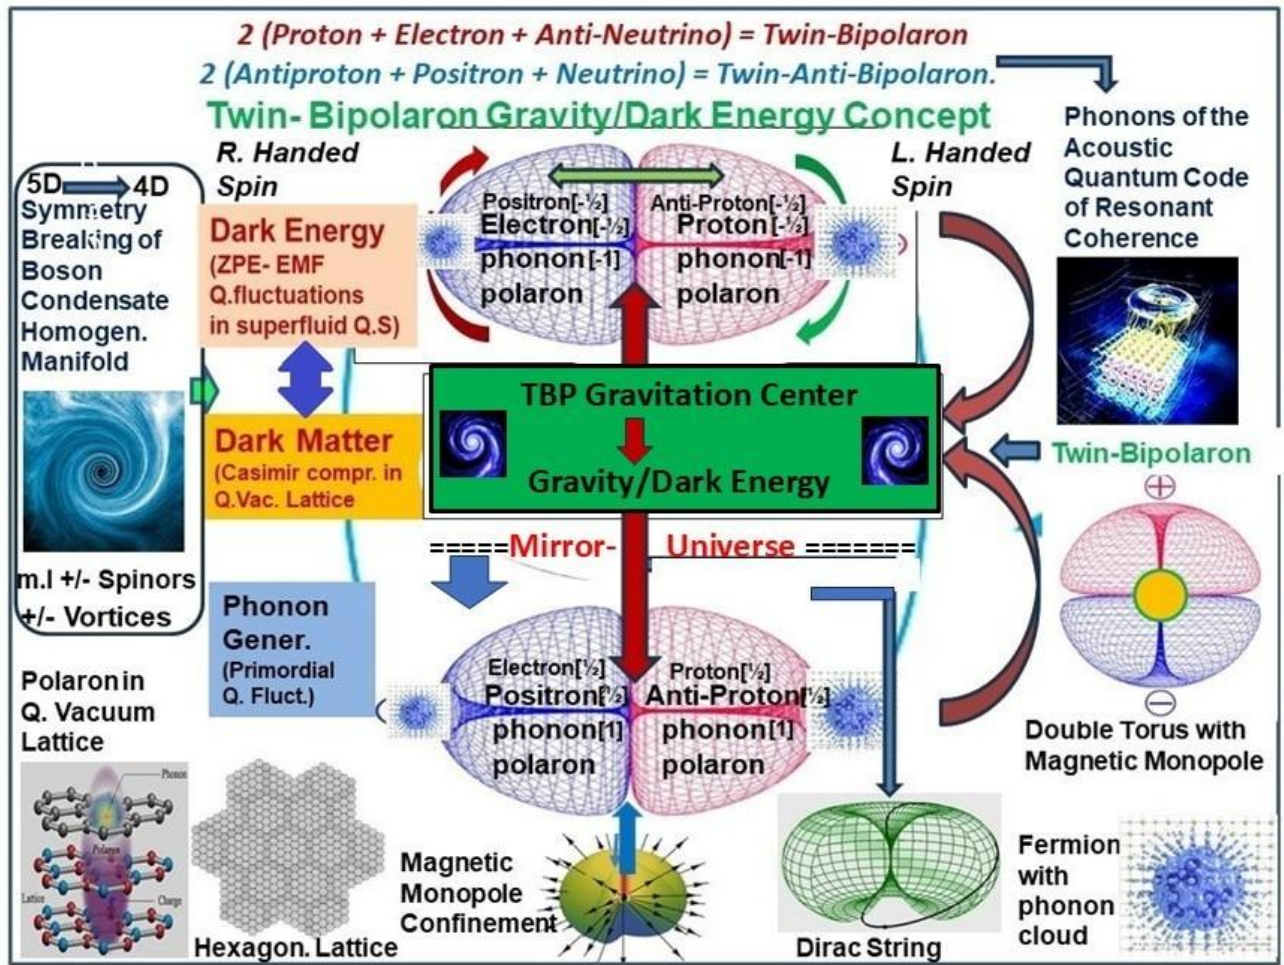 2 (Proton + Electron + Anti-Neutrino) = Twin-Bipolaron
2 (Antiproton + Positron + Neutrino) = Twin-Anti-Bipolaron.
Twin- Bipolaron Gravity/Dark Energy Concept
R. Handed
Spin
L. Handed
Spin
Phonons of the
Acoustic
Quantum Code
of Resonant
Coherence
5D 4D
Symmetry
Breaking of
Boson
Condensate
Homogen.
Manifold
m.l +/- Spinors
+/- Vortices
Dark Energy
(ZPE- EMF
Q.fluctuations
in superfluid Q.S)
Dark Matter
(Casimir compr. in
Q.Vac. Lattice
Positron[-½]
Electron[-½]
phonon[-1]
polaron
Anti-Proton[-½]
Proton[-½]
phonon[-1]
polaron
TBP Gravitation Center
Gravity/Dark Energy
=====Mirror- Universe =======
Twin-Bipolaron
+
−
Double Torus with
Magnetic Monopole
Phonon
Gener.
(Primordial
Q. Fluct.)
Electron[½]
Positron[½]
phonon[1]
polaron
Proton[½]
Anti-Proton[½]
phonon[1]
polaron
Polaron in
Q. Vacuum
Lattice
Phonon
Polaron
Lattice
Charge
Hexagon. Lattice
Magnetic
Monopole
Confinement
Dirac String
Fermion
with
phonon
cloud